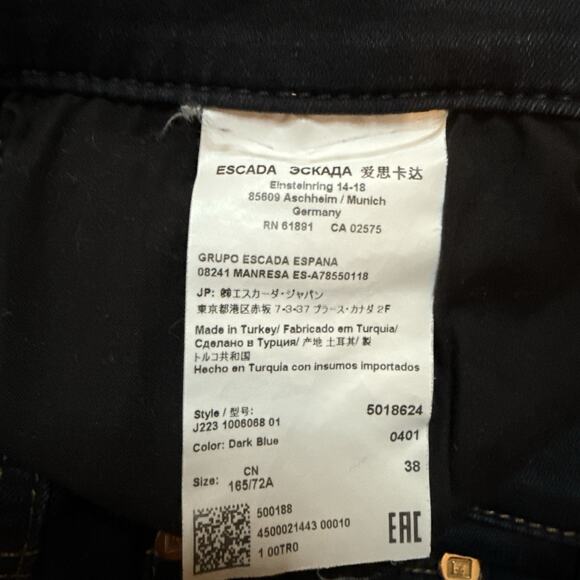 ESCADA ЭСКАДА 爱思卡达
Einsteinring 14-18
85609 Aschheim / Munich
Germany
RN 61891 CA 02575
GRUPO ESCADA ESPANA
08241 MANRESA ES-A78550118
JP: ㈱エスカーダ・ジャパン
東京都港区赤坂 7-3-37 プラース・カナダ 2F
Made in Turkey/ Fabricado em Turquia/
Сделано в Турция/ 产地 土耳其/ 製
トルコ共和国
Hecho en Turquia con insumos importados
Style / 型号: 5018624
J223 1006068 01
Color: Dark Blue 0401
Size: CN 38
165/72A
500188
4500021443 00010
1 00TR0
EAC